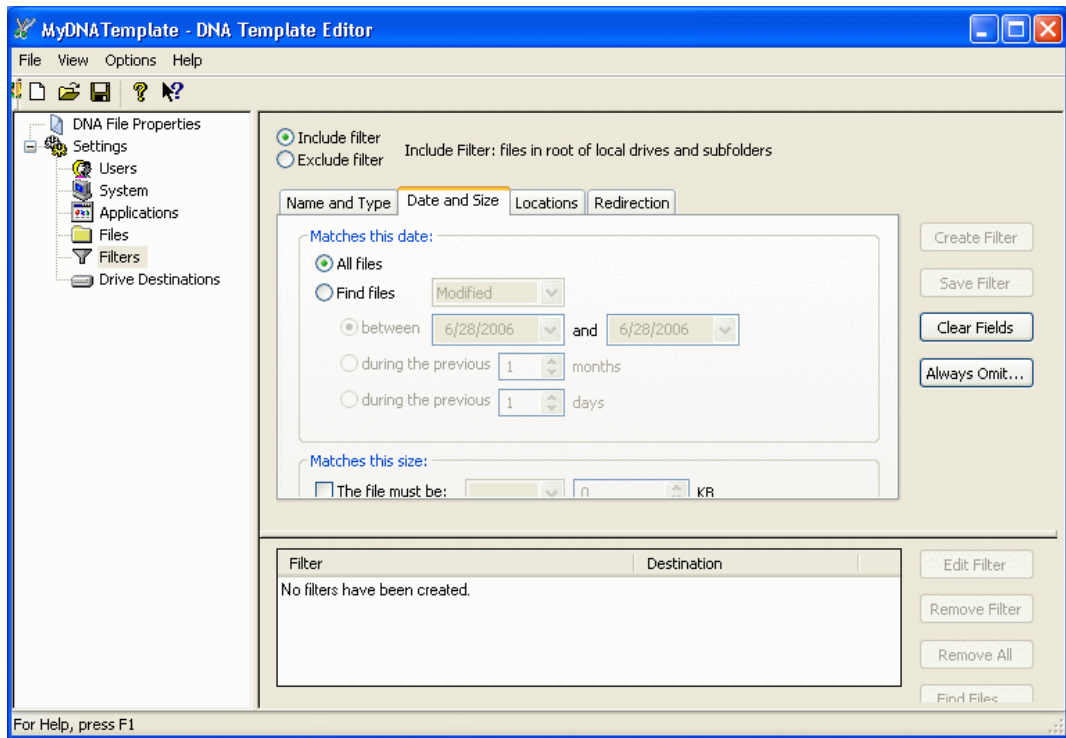 MyDNATemplate - DNA Template Editor
File View Options Help
DNA File Properties
Settings
Users
System
Applications
Files
Filters
Drive Destinations
Include filter
Exclude filter
Include Filter: files in root of local drives and subfolders
Name and Type
Date and Size
Locations
Redirection
Matches this date:
All files
Find files Modified
between 6/28/2006 and 6/28/2006
during the previous 1 months
during the previous 1 days
Matches this size:
The file must be: 0 KB
Create Filter
Save Filter
Clear Fields
Always Omit...
Filter Destination
No filters have been created.
Edit Filter
Remove Filter
Remove All
Find Files
For Help, press F1